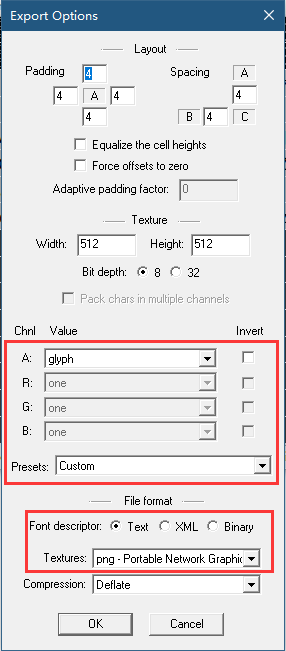 Export Options
Layout
Padding 4 Spacing A
4 A 4 4
4 B 4 C
Equalize the cell heights
Force offsets to zero
Adaptive padding factor: 0
Texture
Width: 512 Height: 512
Bit depth: 8 32
Pack chars in multiple channels
Chnl Value Invert
A: glyph
R: one
G: one
B: one
Presets: Custom
File format
Font descriptor: Text XML Binary
Textures: png - Portable Network Graphic
Compression: Deflate
OK Cancel